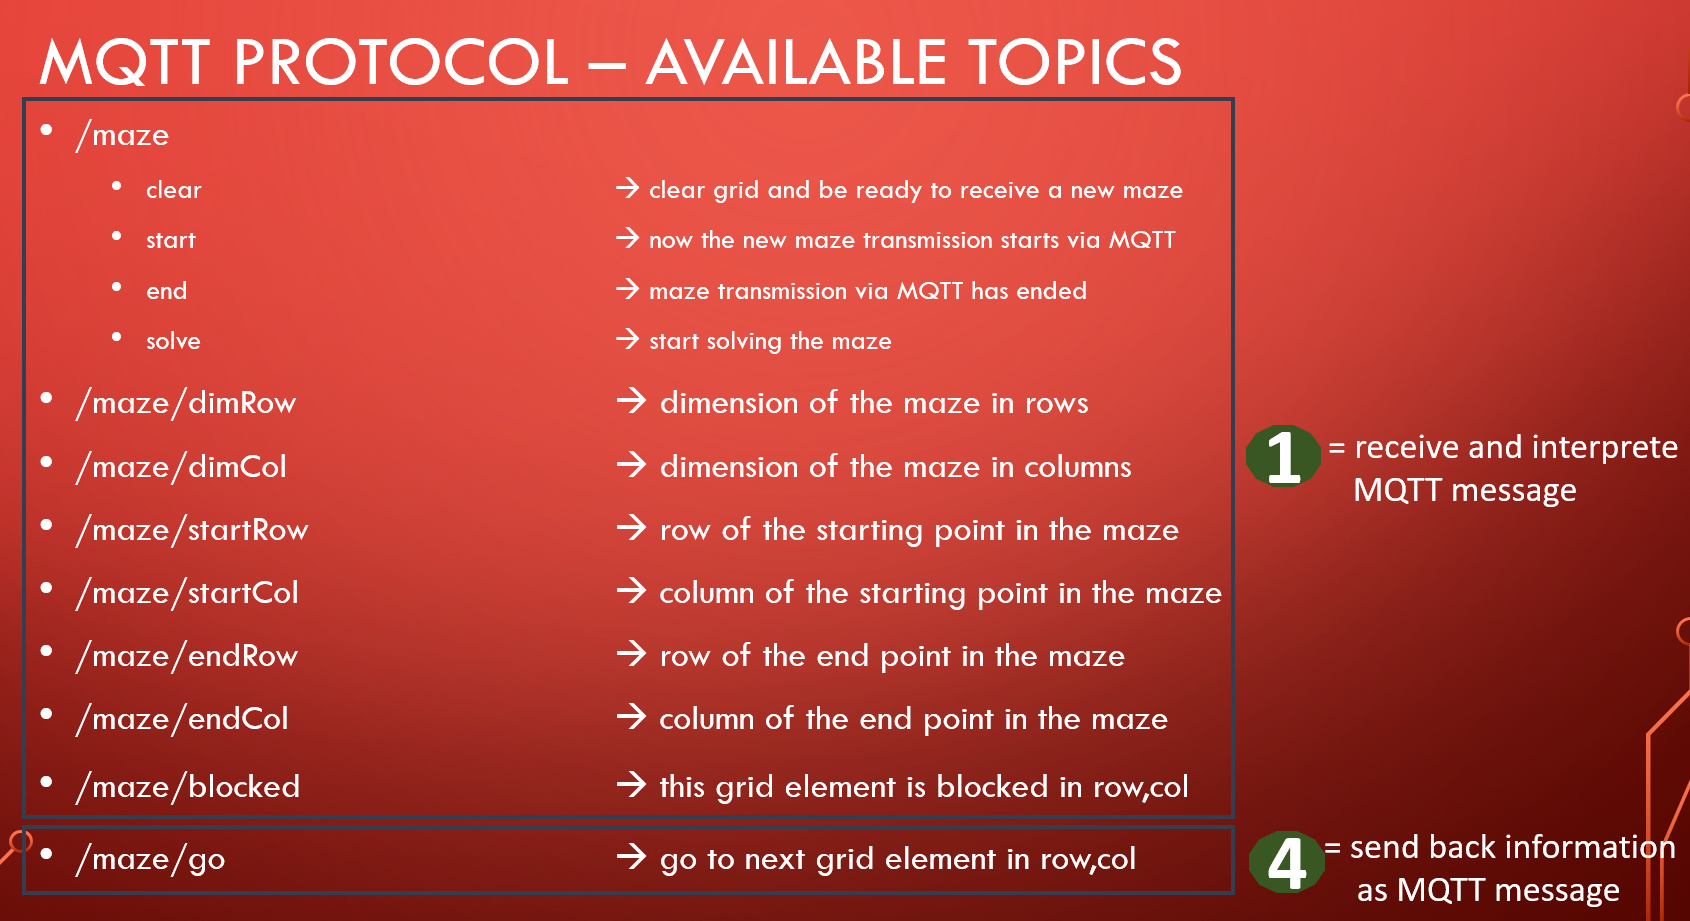 MQTT PROTOCOL – AVAILABLE TOPICS
• /maze
• clear → clear grid and be ready to receive a new maze
• start → now the new maze transmission starts via MQTT
• end → maze transmission via MQTT has ended
• solve → start solving the maze
• /maze/dimRow → dimension of the maze in rows
• /maze/dimCol → dimension of the maze in columns
• /maze/startRow → row of the starting point in the maze
• /maze/startCol → column of the starting point in the maze
• /maze/endRow → row of the end point in the maze
• /maze/endCol → column of the end point in the maze
• /maze/blocked → this grid element is blocked in row,col
1 = receive and interprete
MQTT message
• /maze/go → go to next grid element in row,col
4 = send back information
as MQTT message